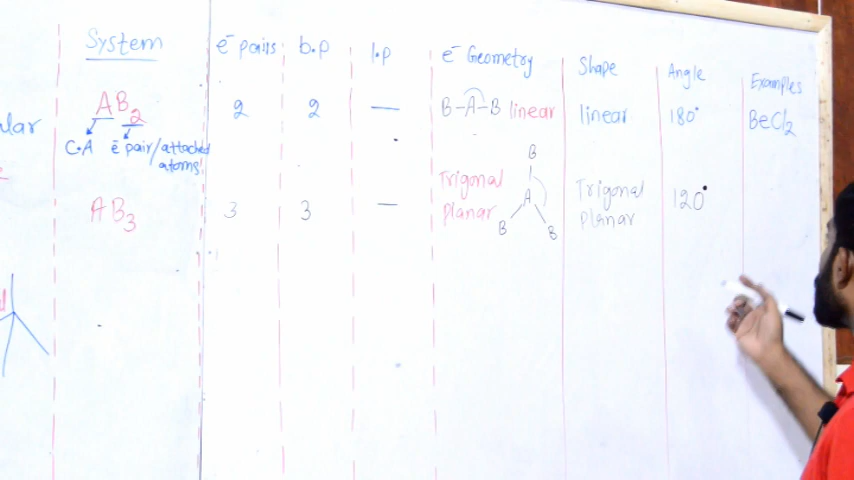 System e⁻ pairs b.p l.p e⁻ Geometry Shape Angle Examples
lar AB₂ 2 2 — B-A-B linear linear 180° BeCl₂
C.A e⁻ pair/attached
atoms
AB₃ 3 3 — Trigonal
planar
B
A
B B
Trigonal
Planar
120°